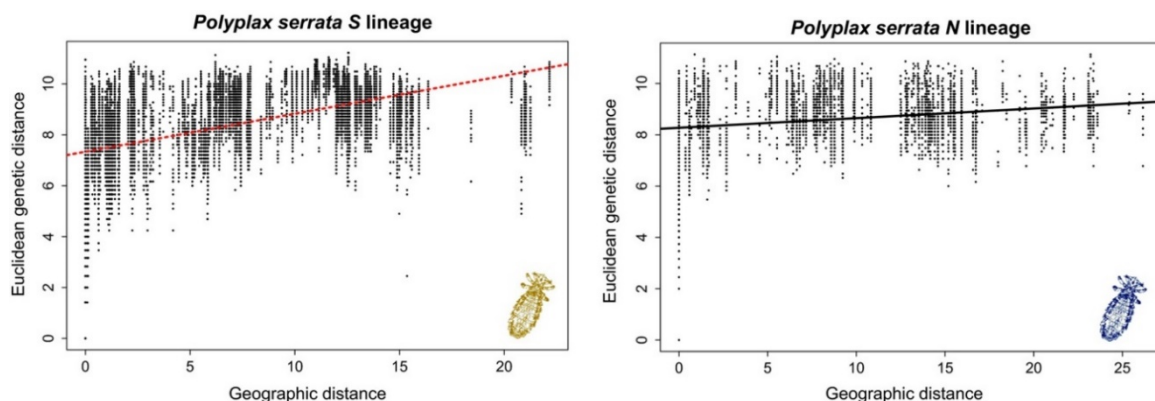 Polyplax serrata S lineage
Euclidean genetic distance
10
8
6
4
2
0
0 5 10 15 20
Geographic distance
Polyplax serrata N lineage
Euclidean genetic distance
10
8
6
4
2
0
0 5 10 15 20 25
Geographic distance